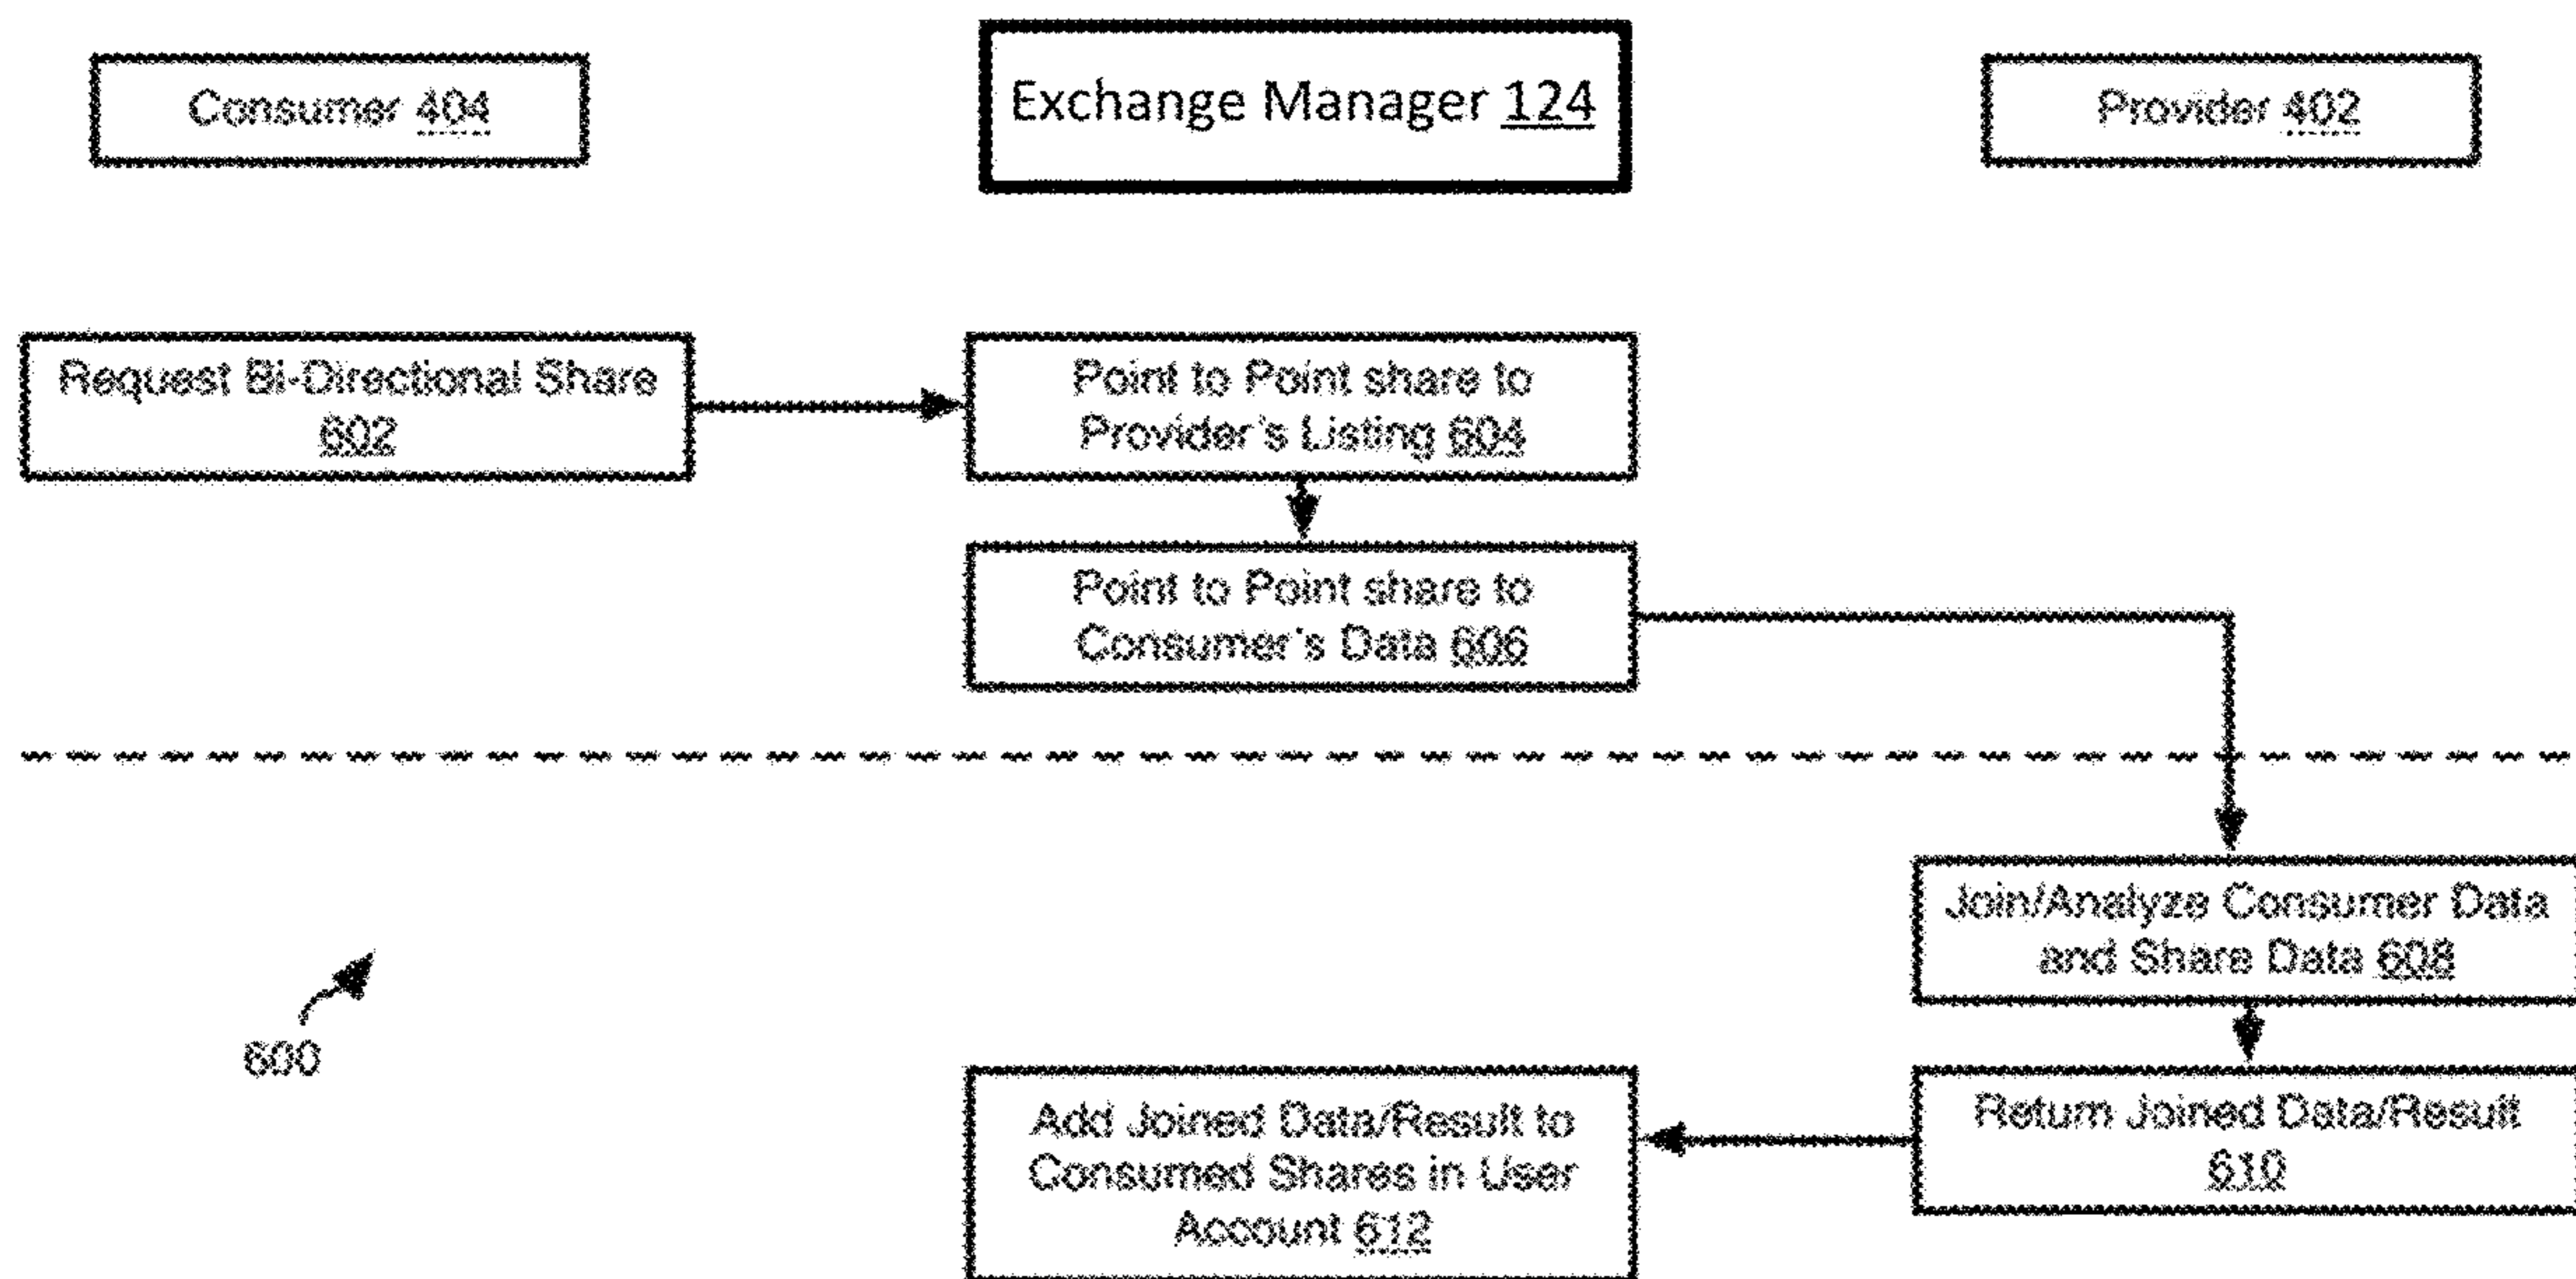 Consumer 404
Exchange Manager 124
Provider 402
Request Bi-Directional Share
602
Point to Point share to
Provider's Listing 604
Point to Point share to
Consumer's Data 606
Join/Analyze Consumer Data
and Share Data 608
600
Return Joined Data/Result
610
Add Joined Data/Result to
Consumed Shares in User
Account 612